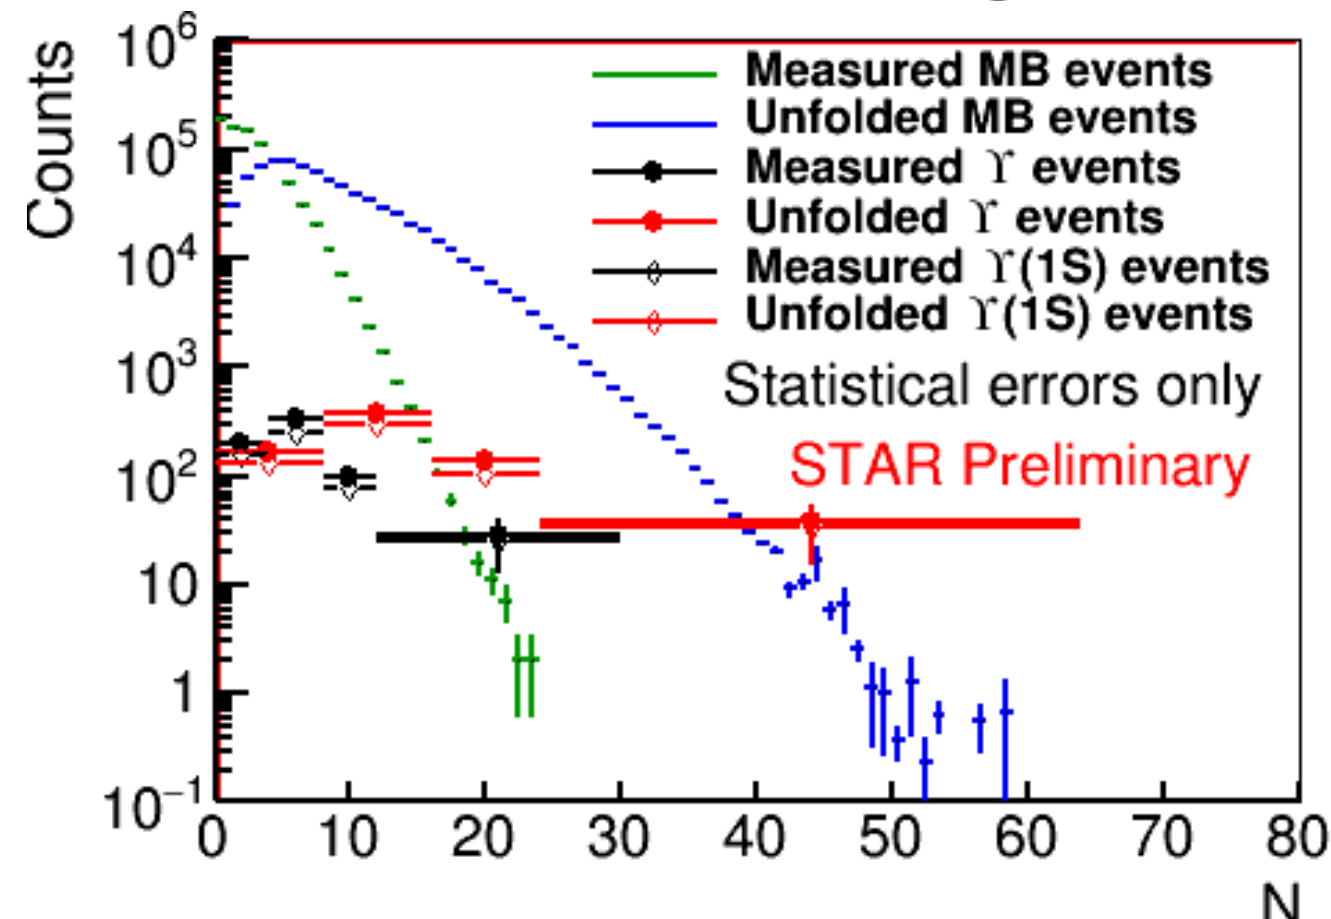 Counts
10⁶
10⁵
10⁴
10³
10²
10
1
10⁻¹
Measured MB events
Unfolded MB events
Measured ϒ events
Unfolded ϒ events
Measured ϒ(1S) events
Unfolded ϒ(1S) events
Statistical errors only
STAR Preliminary
0 10 20 30 40 50 60 70 80
N